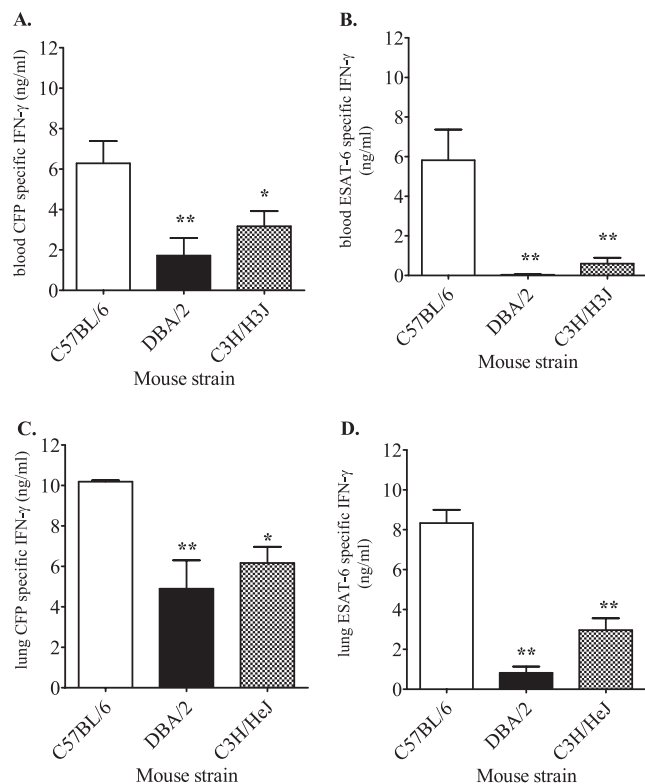 A.
blood CFP specific IFN-γ (ng/ml)
12
10
8
6
4
2
0
**
*
C57BL/6
DBA/2
C3H/H3J
Mouse strain
B.
blood ESAT-6 specific IFN-γ
(ng/ml)
12
10
8
6
4
2
0
**
**
C57BL/6
DBA/2
C3H/H3J
Mouse strain
C.
lung CFP specific IFN-γ (ng/ml)
12
10
8
6
4
2
0
**
*
C57BL/6
DBA/2
C3H/HeJ
Mouse strain
D.
lung ESAT-6 specific IFN-γ
(ng/ml)
12
10
8
6
4
2
0
**
**
C57BL/6
DBA/2
C3H/HeJ
Mouse strain